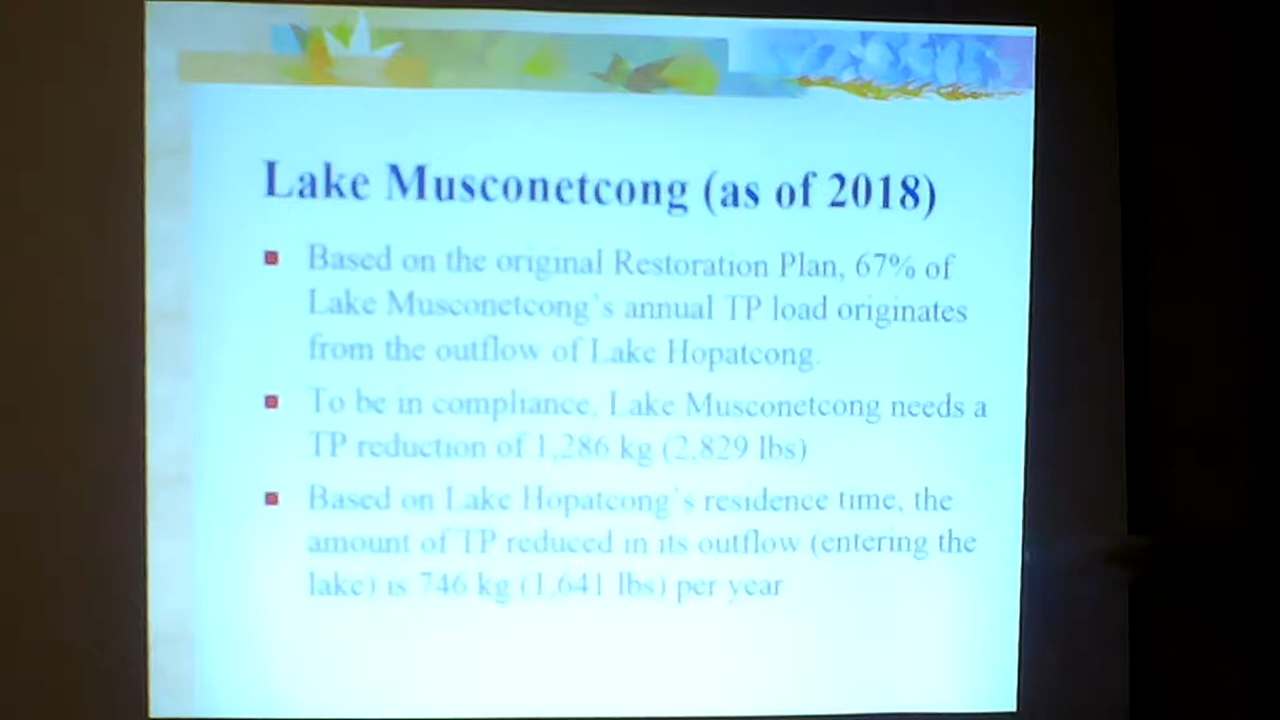 Lake Musconetcong (as of 2018)
Based on the original Restoration Plan, 67% of
Lake Musconetcong's annual TP load originates
from the outflow of Lake Hopatcong.
To be in compliance, Lake Musconetcong needs a
TP reduction of 1,286 kg (2,829 lbs)
Based on Lake Hopatcong's residence time, the
amount of TP reduced in its outflow (entering the
lake) is 746 kg (1,641 lbs) per year